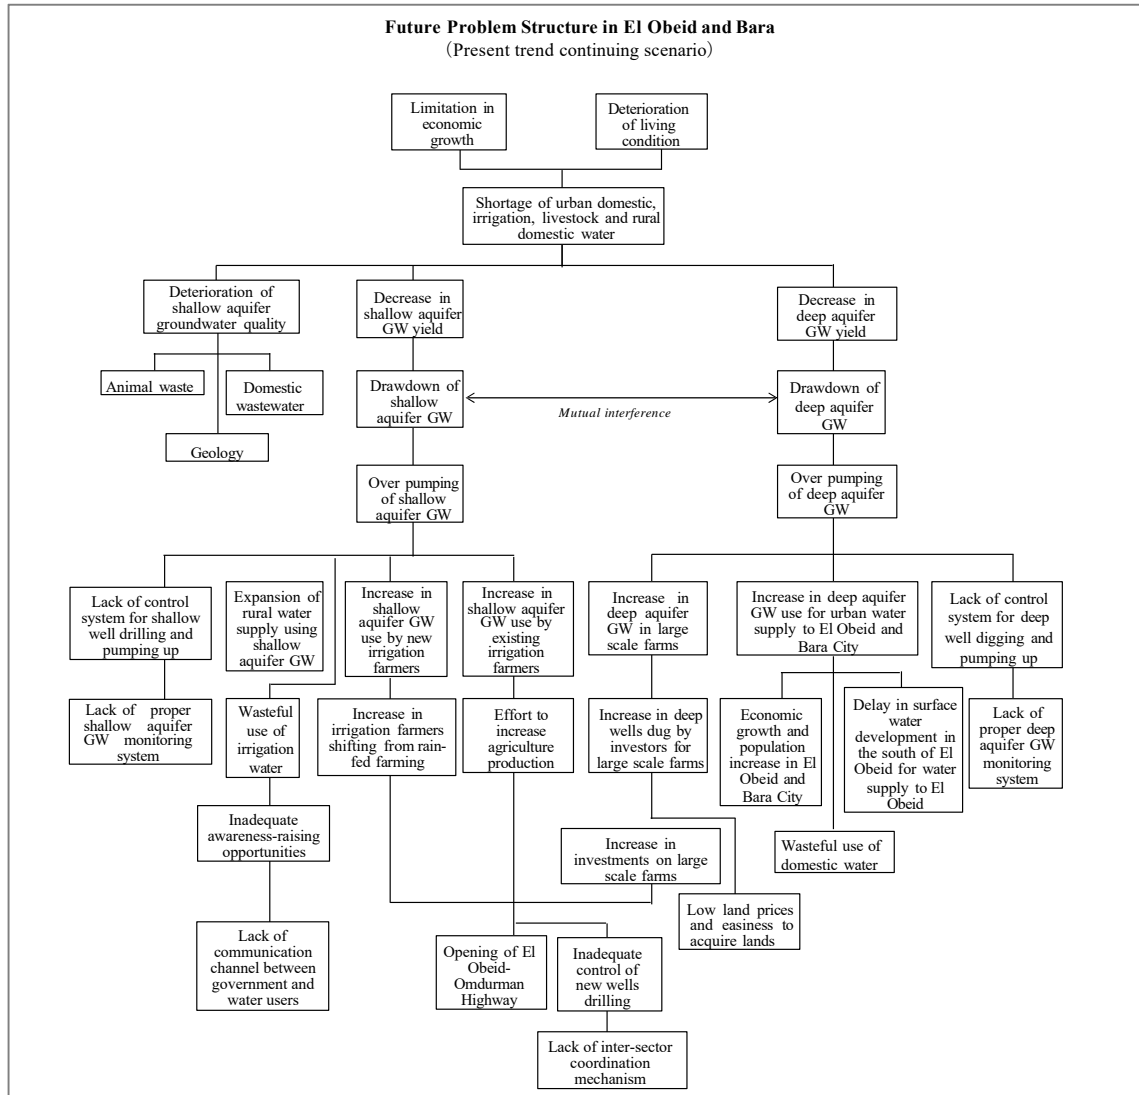 Future Problem Structure in El Obeid and Bara
(Present trend continuing scenario)
Limitation in
economic
growth
Deterioration
of living
condition
Shortage of urban domestic,
irrigation, livestock and rural
domestic water
Deterioration of
shallow aquifer
groundwater quality
Decrease in
shallow aquifer
GW yield
Decrease in
deep aquifer
GW yield
Animal waste
Domestic
wastewater
Geology
Drawdown of
shallow
aquifer GW
Mutual interference
Drawdown of
deep aquifer
GW
Over pumping
of shallow
aquifer GW
Over pumping
of deep aquifer
GW
Lack of control
system for shallow
well drilling and
pumping up
Expansion of
rural water
supply using
shallow
aquifer GW
Increase in
shallow
aquifer GW
use by new
irrigation
farmers
Increase in
shallow aquifer
GW use by
existing
irrigation
farmers
Increase in
deep aquifer
GW in large
scale farms
Increase in deep aquifer
GW use for urban water
supply to El Obeid and
Bara City
Lack of control
system for deep
well digging and
pumping up
Lack of proper
shallow aquifer
GW monitoring
system
Wasteful
use of
irrigation
water
Increase in
irrigation farmers
shifting from rain-
fed farming
Effort to
increase
agriculture
production
Increase in deep
wells dug by
investors for
large scale farms
Economic
growth and
population
increase in El
Obeid and
Bara City
Delay in surface
water
development in
the south of El
Obeid for water
supply to El
Obeid
Lack of
proper deep
aquifer GW
monitoring
system
Inadequate
awareness-raising
opportunities
Increase in
investments on large
scale farms
Wasteful use of
domestic water
Low land prices
and easiness to
acquire lands
Lack of
communication
channel between
government and
water users
Opening of El
Obeid-
Omdurman
Highway
Inadequate
control of
new wells
drilling
Lack of inter-sector
coordination
mechanism